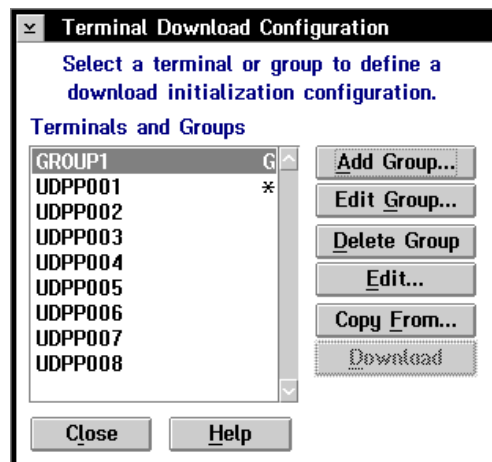 Terminal Download Configuration
Select a terminal or group to define a
download initialization configuration.
Terminals and Groups
GROUP1 G
UDPP001 *
UDPP002
UDPP003
UDPP004
UDPP005
UDPP006
UDPP007
UDPP008
Add Group...
Edit Group...
Delete Group
Edit...
Copy From...
Download
Close
Help